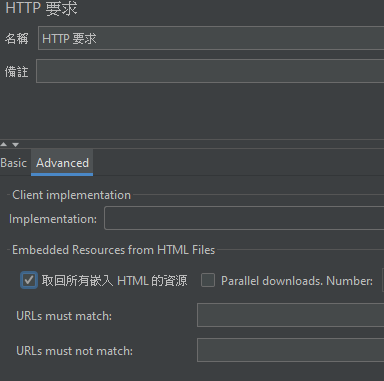 HTTP 要求
名稱 HTTP 要求
備註
Basic Advanced
Client implementation
Implementation:
Embedded Resources from HTML Files
取回所有嵌入 HTML 的資源 Parallel downloads. Number:
URLs must match:
URLs must not match: